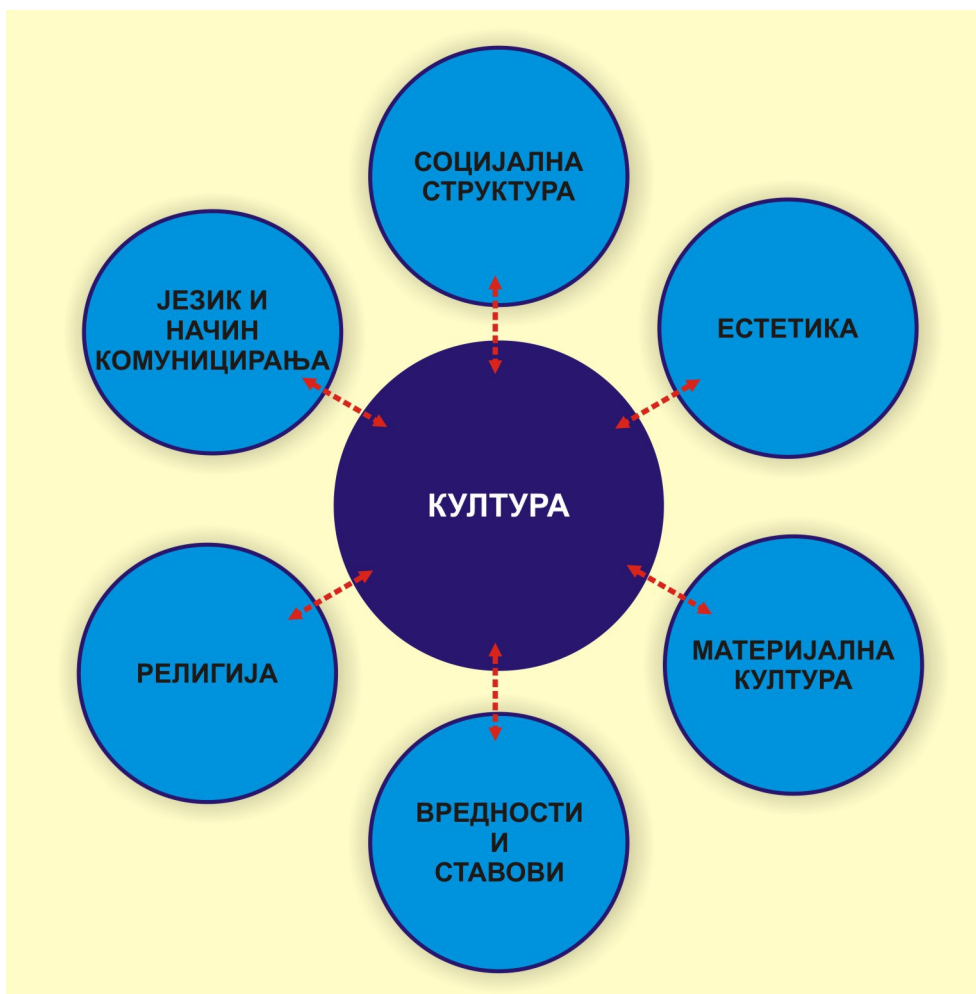 СОЦИЈАЛНА
СТРУКТУРА
ЈЕЗИК И
НАЧИН
КОМУНИЦИРАЊА
ЕСТЕТИКА
КУЛТУРА
РЕЛИГИЈА
МАТЕРИЈАЛНА
КУЛТУРА
ВРЕДНОСТИ
И
СТАВОВИ